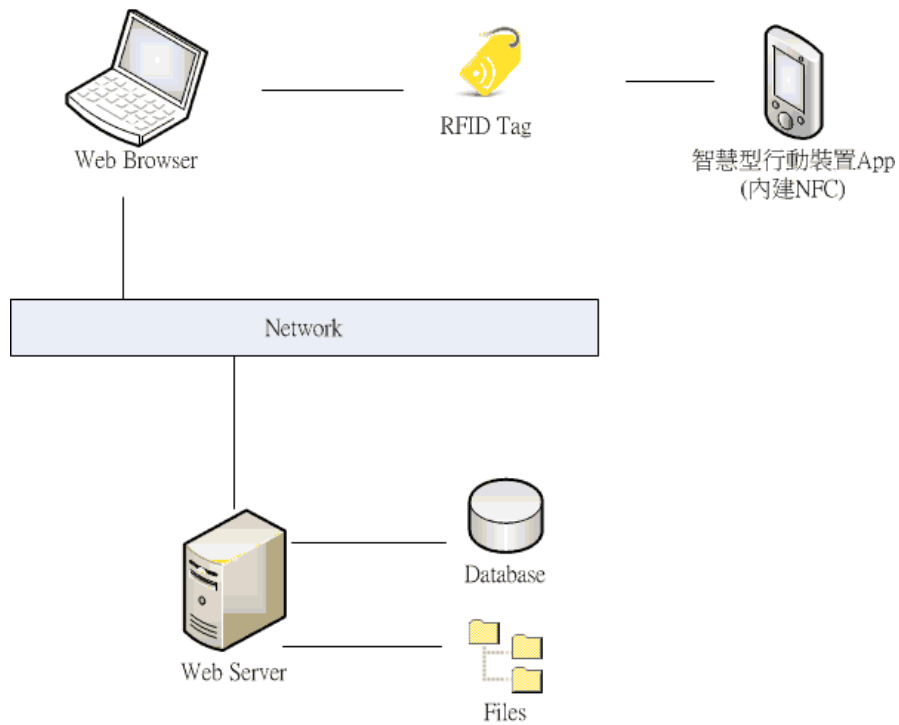 Web Browser
RFID Tag
智慧型行動裝置App
(內建NFC)
Network
Database
Web Server
Files